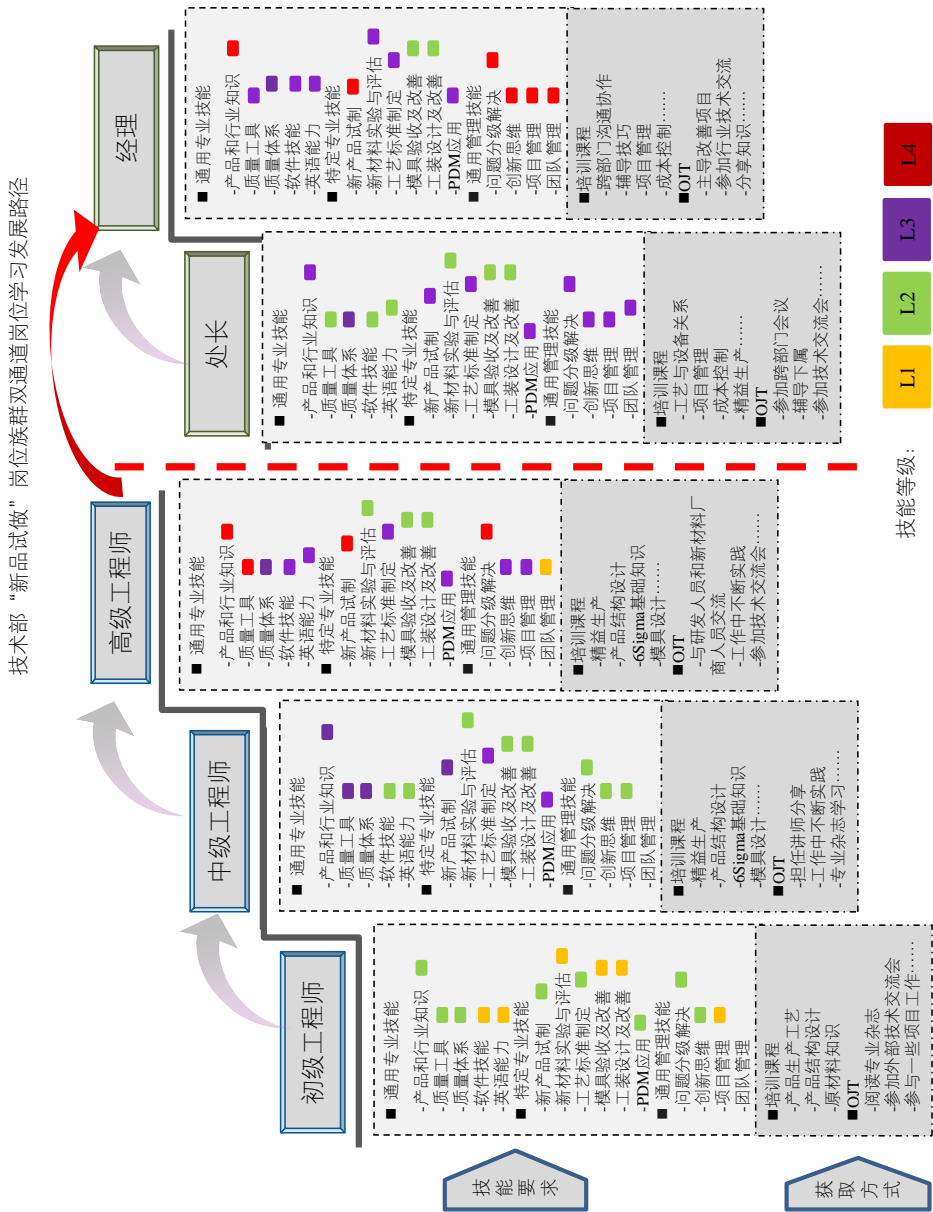 技术部“新品试做”岗位族群双通道岗位学习发展路径
初级工程师
■ 通用专业技能
-产品和行业知识
-质量工具
-质量体系
-软件技能
-英语能力
■ 特定专业技能
-新产品试制
-新材料实验与评估
-工艺标准制定
-模具验收及改善
-工装设计及改善
-PDM应用
■ 通用管理技能
-问题分级解决
-创新思维
-项目管理
-团队管理
■培训课程
-产品生产工艺
-产品结构设计
-原材料知识
■OJT
-阅读专业杂志
-参加外部技术交流会
-参与一些项目工作……
中级工程师
■ 通用专业技能
-产品和行业知识
-质量工具
-质量体系
-软件技能
-英语能力
■ 特定专业技能
-新产品试制
-新材料实验与评估
-工艺标准制定
-模具验收及改善
-工装设计及改善
-PDM应用
■ 通用管理技能
-问题分级解决
-创新思维
-项目管理
-团队管理
■培训课程
-精益生产
-产品结构设计
-6Sigma基础知识
-模具设计……
■OJT
-担任讲师分享
-工作中不断实践
-专业杂志学习……
高级工程师
■ 通用专业技能
-产品和行业知识
-质量工具
-质量体系
-软件技能
-英语能力
■ 特定专业技能
-新产品试制
-新材料实验与评估
-工艺标准制定
-模具验收及改善
-工装设计及改善
-PDM应用
■ 通用管理技能
-问题分级解决
-创新思维
-项目管理
-团队管理
■培训课程
-精益生产
-产品结构设计
-6Sigma基础知识
-模具设计……
■OJT
-与研发人员和新材料厂
商人员交流
-工作中不断实践
-参加技术交流会……
处长
■ 通用专业技能
-产品和行业知识
-质量工具
-质量体系
-软件技能
-英语能力
■ 特定专业技能
-新产品试制
-新材料实验与评估
-工艺标准制定
-模具验收及改善
-工装设计及改善
-PDM应用
■ 通用管理技能
-问题分级解决
-创新思维
-项目管理
-团队管理
■培训课程
-工艺与设备关系
-项目管理
-成本控制
-精益生产……
■OJT
-参加跨部门会议
-辅导下属
-参加技术交流会……
经理
■ 通用专业技能
-产品和行业知识
-质量工具
-质量体系
-软件技能
-英语能力
■ 特定专业技能
-新产品试制
-新材料实验与评估
-工艺标准制定
-模具验收及改善
-工装设计及改善
-PDM应用
■ 通用管理技能
-问题分级解决
-创新思维
-项目管理
-团队管理
■培训课程
-跨部门沟通协作
-辅导技巧
-项目管理
-成本控制……
■OJT
-主导改善项目
-参加行业技术交流
-分享知识……
技能
要求
获取
方式
技能等级:
L1
L2
L3
L4